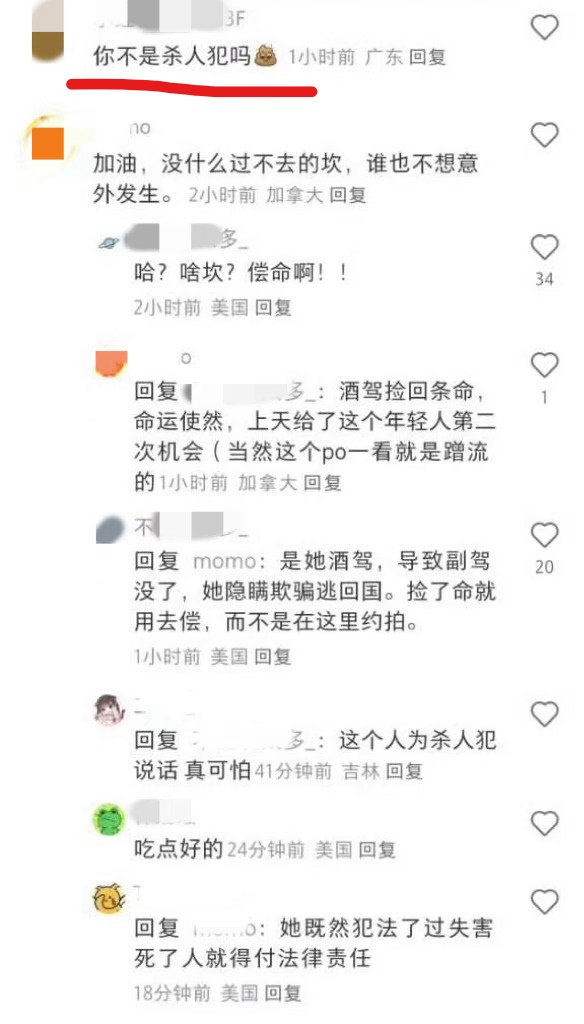 3F
你不是杀人犯吗 1小时前 广东 回复
no
加油，没什么过不去的坎，谁也不想意
外发生。 2小时前 加拿大 回复
多_
哈？啥坎？偿命啊！！
34
2小时前 美国 回复
o
回复 多_：酒驾捡回条命，
命运使然，上天给了这个年轻人第二
1
次机会（当然这个po一看就是蹭流
的 1小时前 加拿大 回复
不 _
回复 momo：是她酒驾，导致副驾
20
没了，她隐瞒欺骗逃回国。捡了命就
用去偿，而不是在这里约拍。
1小时前 美国 回复
回复 多_：这个人为杀人犯
说话 真可怕 41分钟前 吉林 回复
吃点好的 24分钟前 美国 回复
回复 momo：她既然犯法了过失害
死了人就得付法律责任
18分钟前 美国 回复